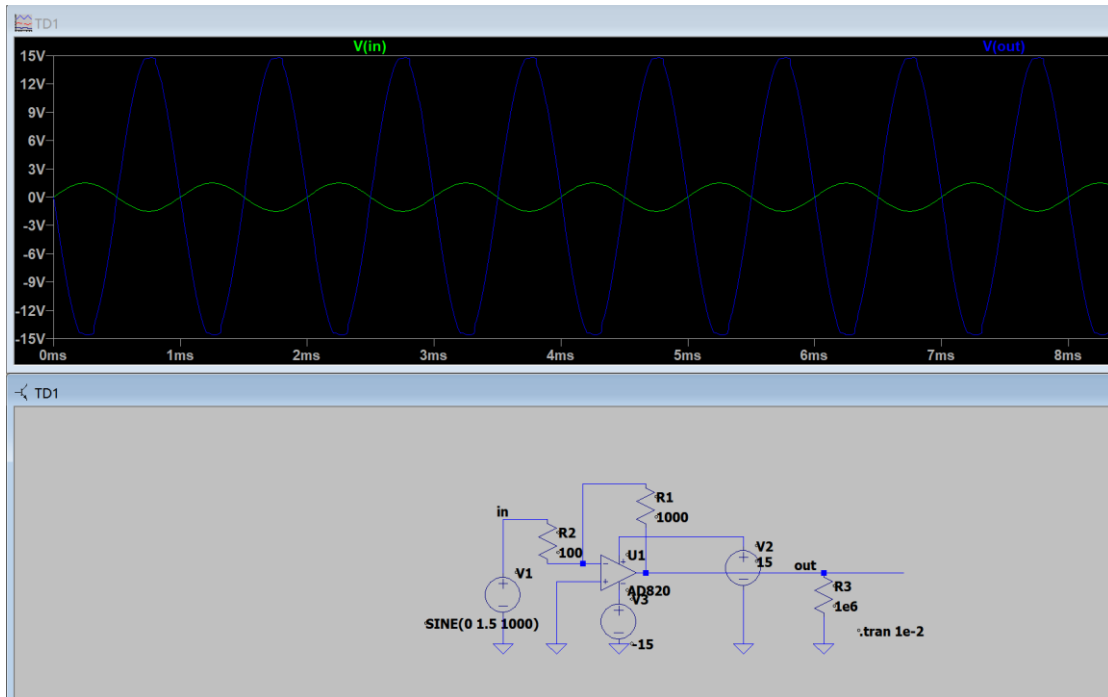 TD1
V(in)
V(out)
15V
12V
9V
6V
3V
0V
-3V
-6V
-9V
-12V
-15V
0ms
1ms
2ms
3ms
4ms
5ms
6ms
7ms
8ms
TD1
in
R2
100
R1
1000
U1
AD820
V1
SINE(0 1.5 1000)
V3
-15
V2
15
out
R3
1e6
.tran 1e-2